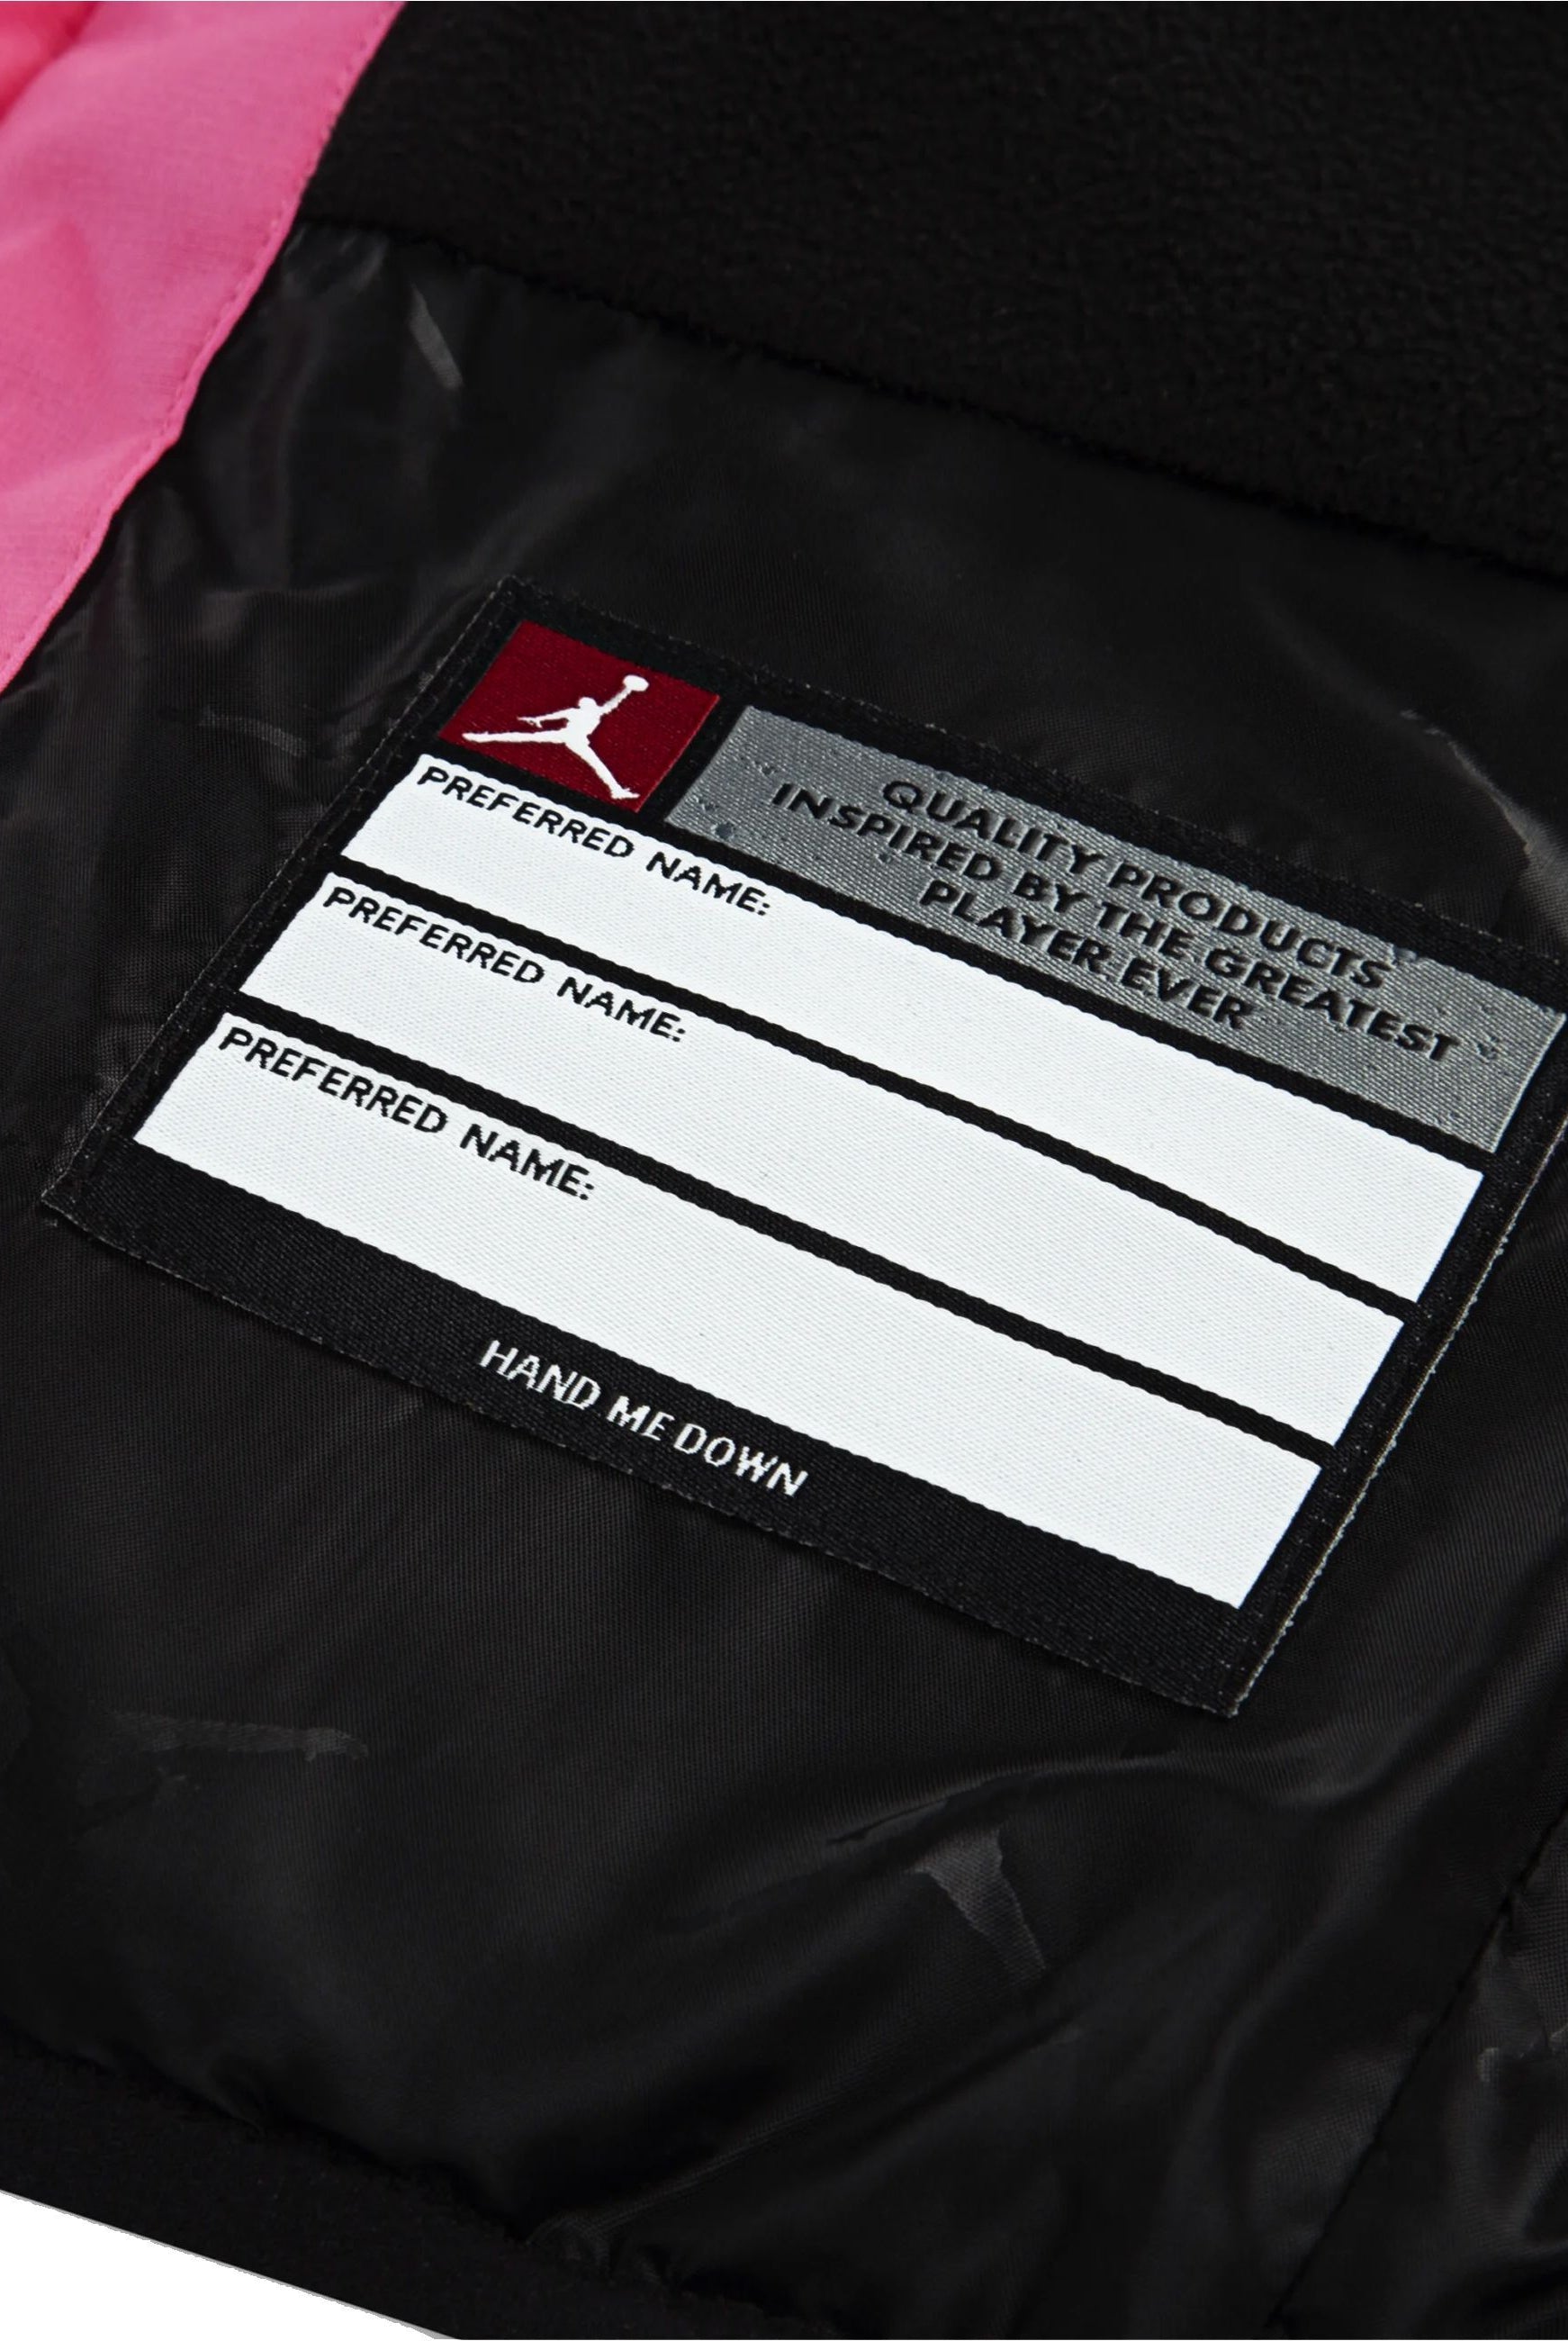 QUALITY PRODUCTS
INSPIRED BY THE GREATEST
PLAYER EVER
PREFERRED NAME:
PREFERRED NAME:
PREFERRED NAME:
HAND ME DOWN